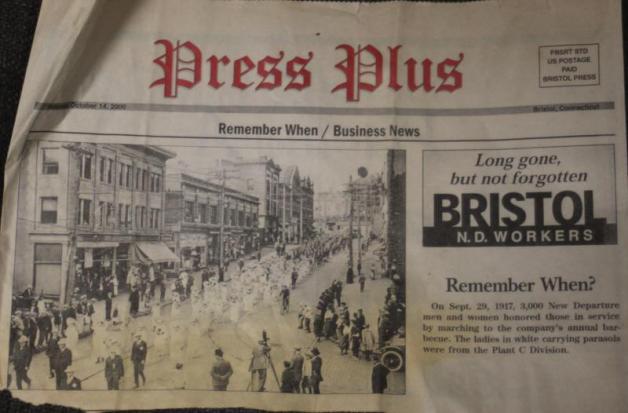 Press Plus
PRSRT STD
US POSTAGE
PAID
BRISTOL PRESS
October 14, 2000
Bristol, Connecticut
Remember When / Business News
Long gone,
but not forgotten
BRISTOL
N.D. WORKERS
Remember When?
On Sept. 29, 1917, 3,000 New Departure
men and women honored those in service
by marching to the company's annual bar-
becue. The ladies in white carrying parasols
were from the Plant C Division.